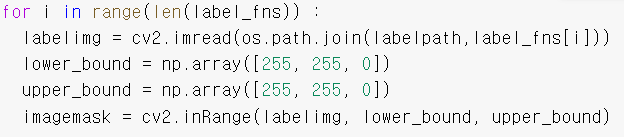 for i in range(len(label_fns)) :
  labelimg = cv2.imread(os.path.join(labelpath,label_fns[i]))
  lower_bound = np.array([255, 255, 0])
  upper_bound = np.array([255, 255, 0])
  imagemask = cv2.inRange(labelimg, lower_bound, upper_bound)